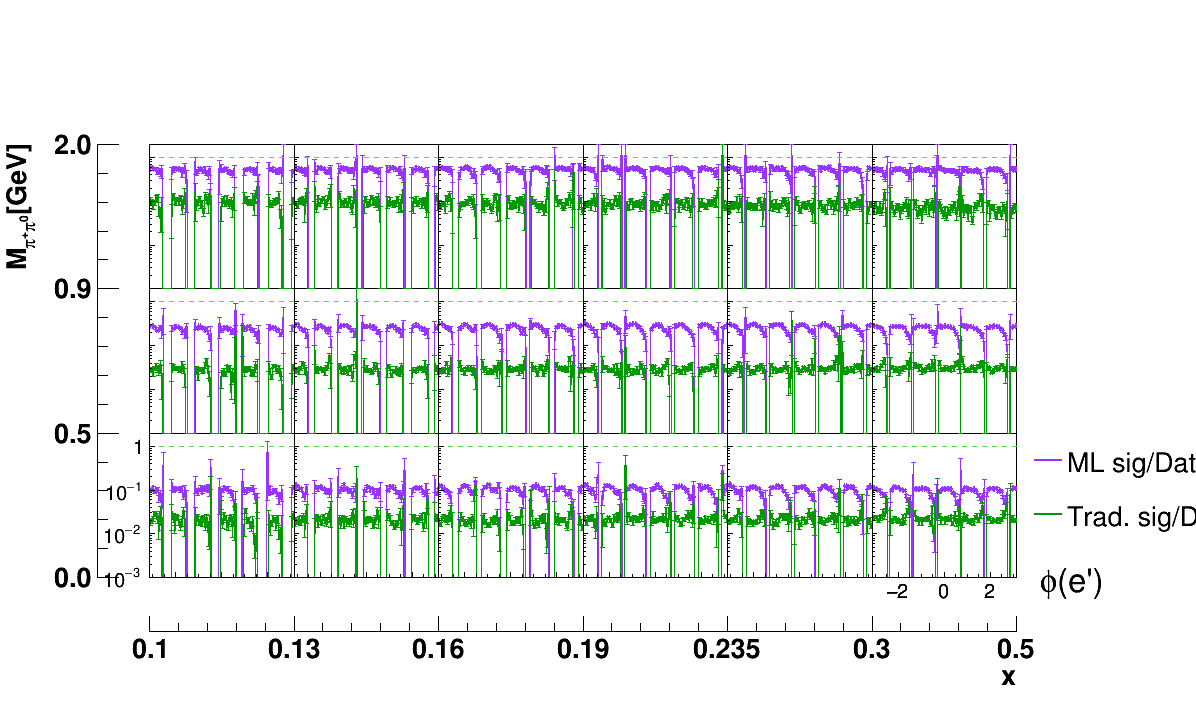 2.0
M_{π⁺π⁰}[GeV]
0.9
0.5
1
10⁻¹
ML sig/Dat
10⁻²
Trad. sig/D
0.0
10⁻³
−2 0 2
ϕ(e')
0.1 0.13 0.16 0.19 0.235 0.3 0.5
x